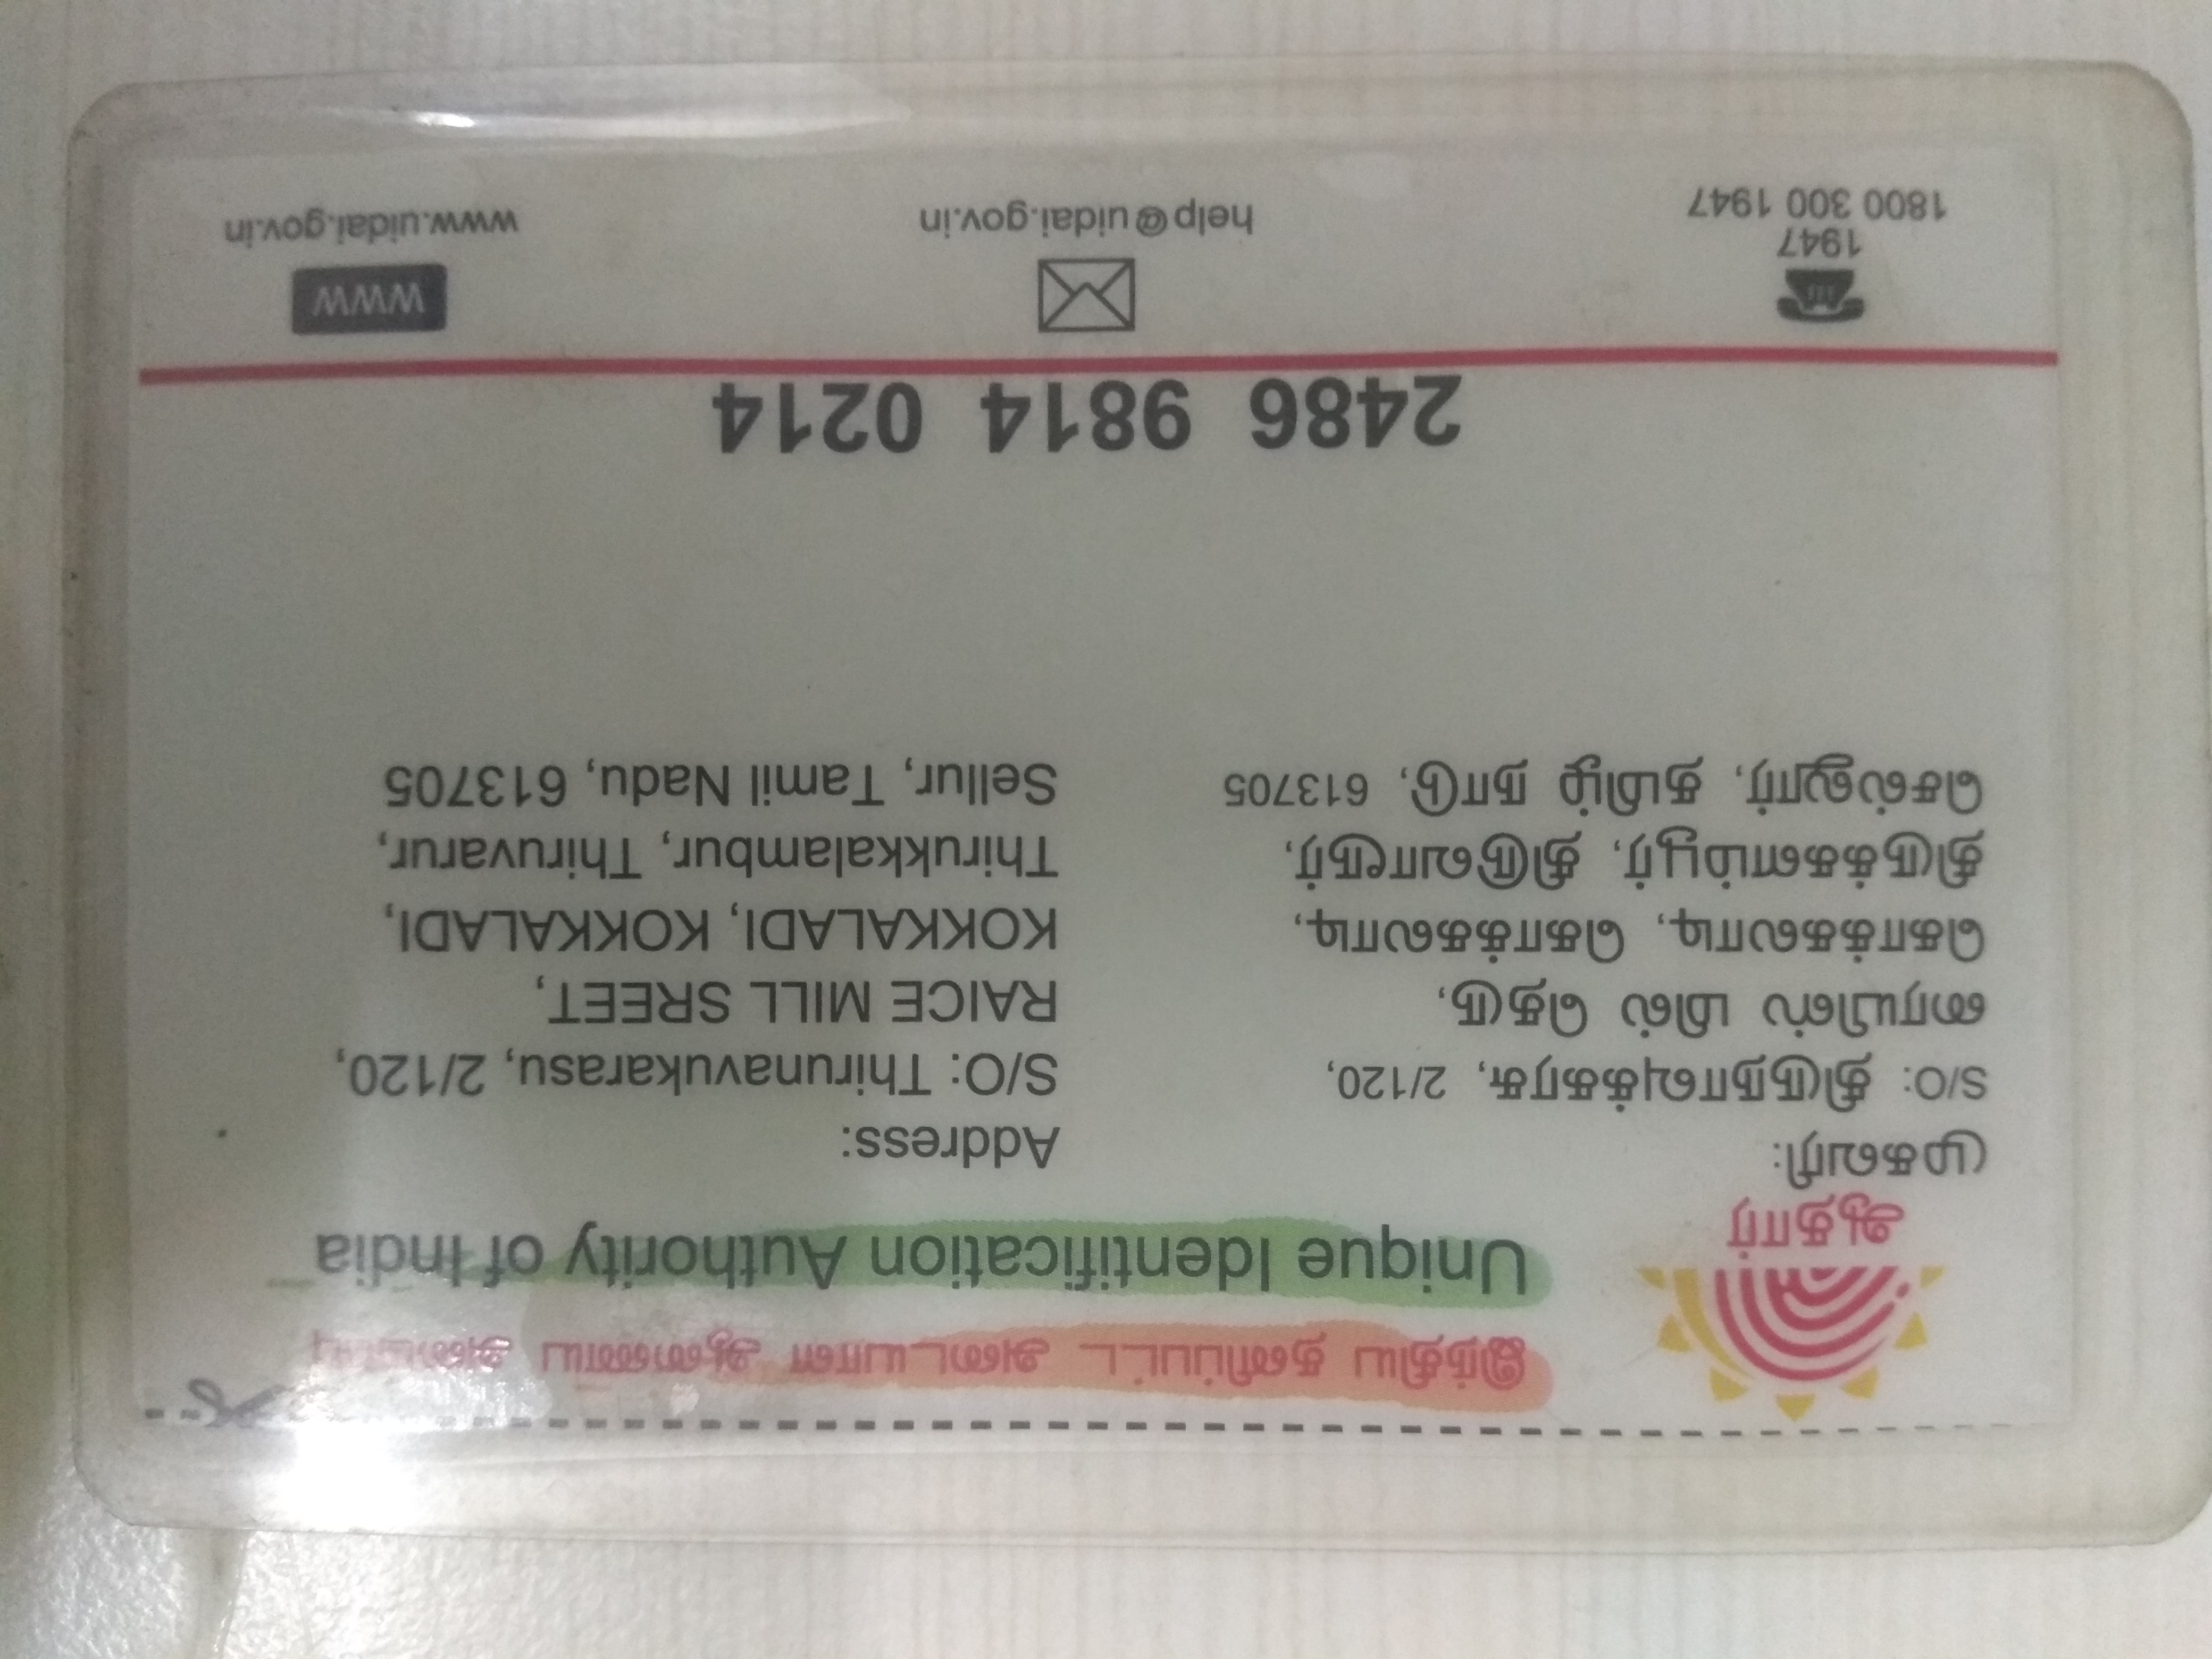 இந்திய தனிப்பட்ட அடையாள ஆணைய அமைப்பு
Unique Identification Authority of India
ஆதார்
முகவரி:
S/O: திருநாவுக்கரசு, 2/120,
ரையிஸ் மில் தெரு,
கொக்கலாடி, கொக்கலாடி,
திருக்களம்பூர், திருவாரூர்,
செல்லூர், தமிழ் நாடு, 613705
Address:
S/O: Thirunavukarasu, 2/120,
RAICE MILL SREET,
KOKKALADI, KOKKALADI,
Thirukkalambur, Thiruvarur,
Sellur, Tamil Nadu, 613705
2486 9814 0214
1947
1800 300 1947
help@uidai.gov.in
WWW
www.uidai.gov.in